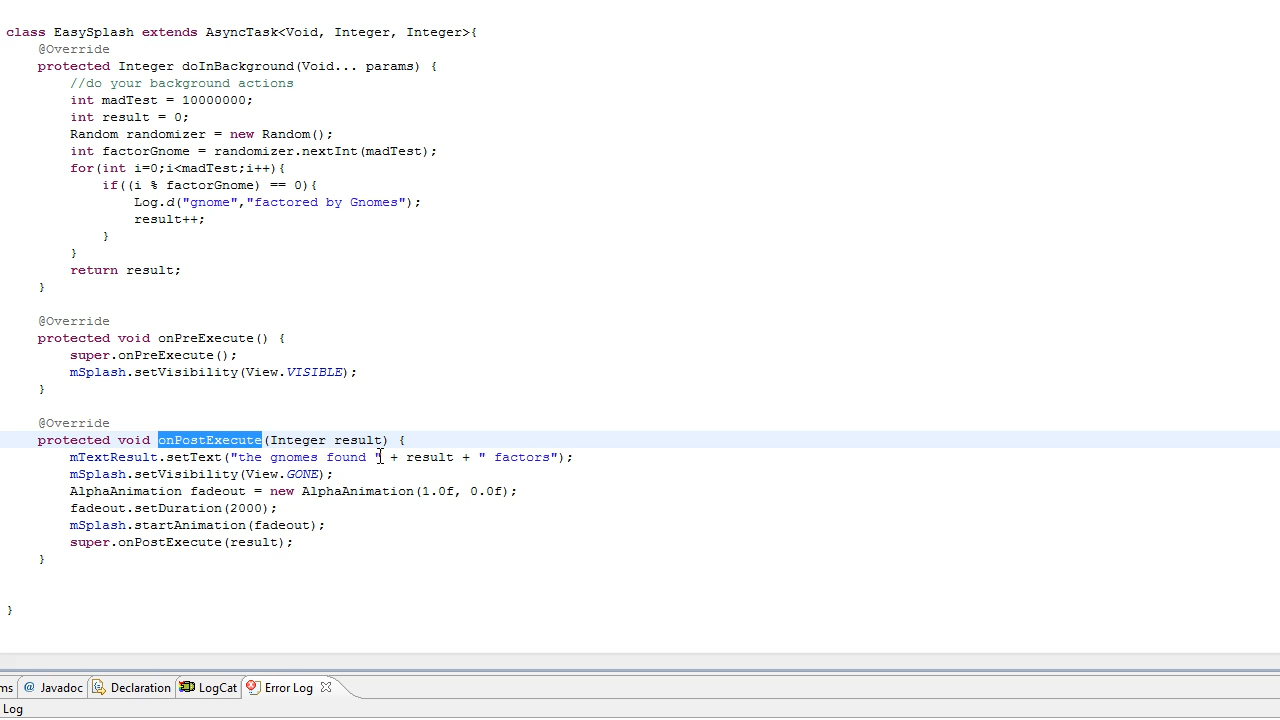 class EasySplash extends AsyncTask<Void, Integer, Integer>{
@Override
protected Integer doInBackground(Void... params) {
//do your background actions
int madTest = 10000000;
int result = 0;
Random randomizer = new Random();
int factorGnome = randomizer.nextInt(madTest);
for(int i=0;i<madTest;i++){
if((i % factorGnome) == 0){
Log.d("gnome","factored by Gnomes");
result++;
}
}
return result;
}
@Override
protected void onPreExecute() {
super.onPreExecute();
mSplash.setVisibility(View.VISIBLE);
}
@Override
protected void onPostExecute(Integer result) {
mTextResult.setText("the gnomes found " + result + " factors");
mSplash.setVisibility(View.GONE);
AlphaAnimation fadeout = new AlphaAnimation(1.0f, 0.0f);
fadeout.setDuration(2000);
mSplash.startAnimation(fadeout);
super.onPostExecute(result);
}
}
ms @ Javadoc Declaration LogCat Error Log
Log